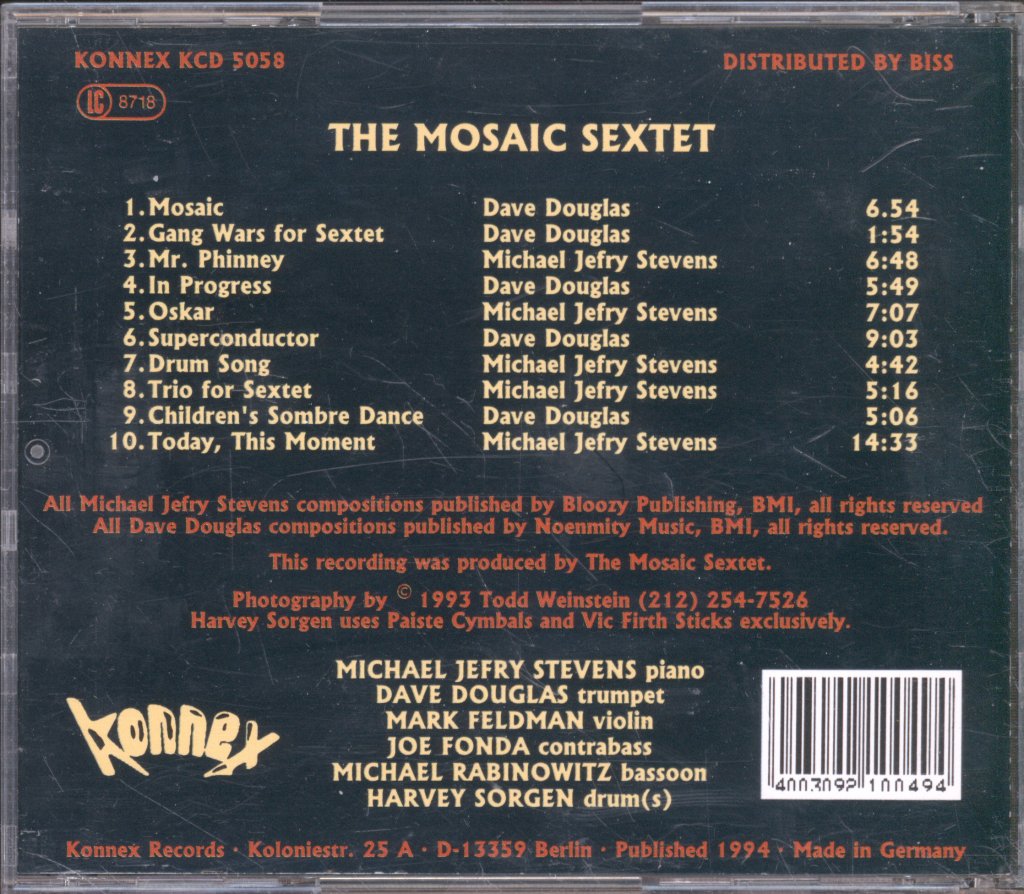 KONNEX KCD 5058 DISTRIBUTED BY BISS
LC 8718
THE MOSAIC SEXTET
1. Mosaic Dave Douglas 6.54
2. Gang Wars for Sextet Dave Douglas 1:54
3. Mr. Phinney Michael Jefry Stevens 6:48
4. In Progress Dave Douglas 5:49
5. Oskar Michael Jefry Stevens 7:07
6. Superconductor Dave Douglas 9:03
7. Drum Song Michael Jefry Stevens 4:42
8. Trio for Sextet Michael Jefry Stevens 5:16
9. Children's Sombre Dance Dave Douglas 5:06
10. Today, This Moment Michael Jefry Stevens 14:33
All Michael Jefry Stevens compositions published by Bloozy Publishing, BMI, all rights reserved
All Dave Douglas compositions published by Noenmity Music, BMI, all rights reserved.
This recording was produced by The Mosaic Sextet.
Photography by © 1993 Todd Weinstein (212) 254-7526
Harvey Sorgen uses Paiste Cymbals and Vic Firth Sticks exclusively.
MICHAEL JEFRY STEVENS piano
DAVE DOUGLAS trumpet
MARK FELDMAN violin
JOE FONDA contrabass
MICHAEL RABINOWITZ bassoon
HARVEY SORGEN drum(s)
konnex
4003092 100494
Konnex Records · Koloniestr. 25 A · D-13359 Berlin · Published 1994 · Made in Germany